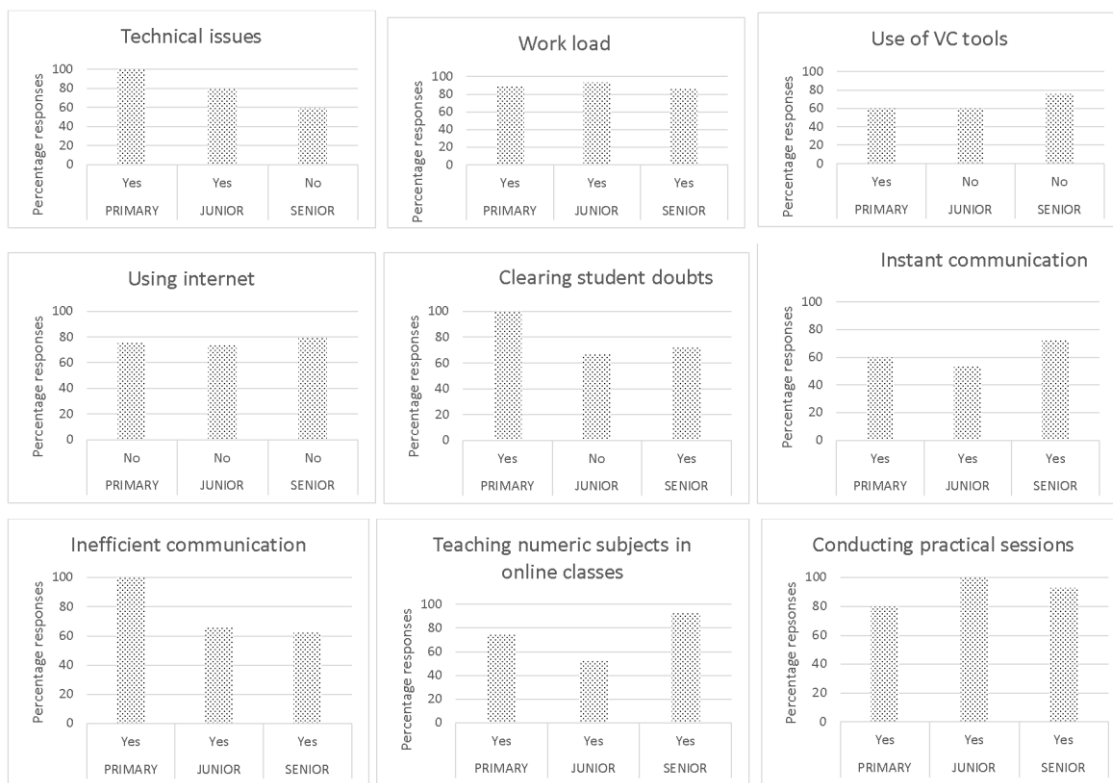 Technical issues
Percentage responses
100
80
60
40
20
0
Yes Yes No
PRIMARY JUNIOR SENIOR
Work load
Percentage responses
100
80
60
40
20
0
Yes Yes Yes
PRIMARY JUNIOR SENIOR
Use of VC tools
Percentage responses
100
80
60
40
20
0
Yes No No
PRIMARY JUNIOR SENIOR
Using internet
Percentage responses
100
80
60
40
20
0
No No No
PRIMARY JUNIOR SENIOR
Clearing student doubts
Percentage responses
100
80
60
40
20
0
Yes No Yes
PRIMARY JUNIOR SENIOR
Instant communication
Percentage responses
100
80
60
40
20
0
Yes Yes Yes
PRIMARY JUNIOR SENIOR
Inefficient communication
Percentage responses
100
80
60
40
20
0
Yes Yes Yes
PRIMARY JUNIOR SENIOR
Teaching numeric subjects in
online classes
Percentage responses
100
80
60
40
20
0
Yes Yes Yes
PRIMARY JUNIOR SENIOR
Conducting practical sessions
Percentage repsonses
100
80
60
40
20
0
Yes Yes Yes
PRIMARY JUNIOR SENIOR